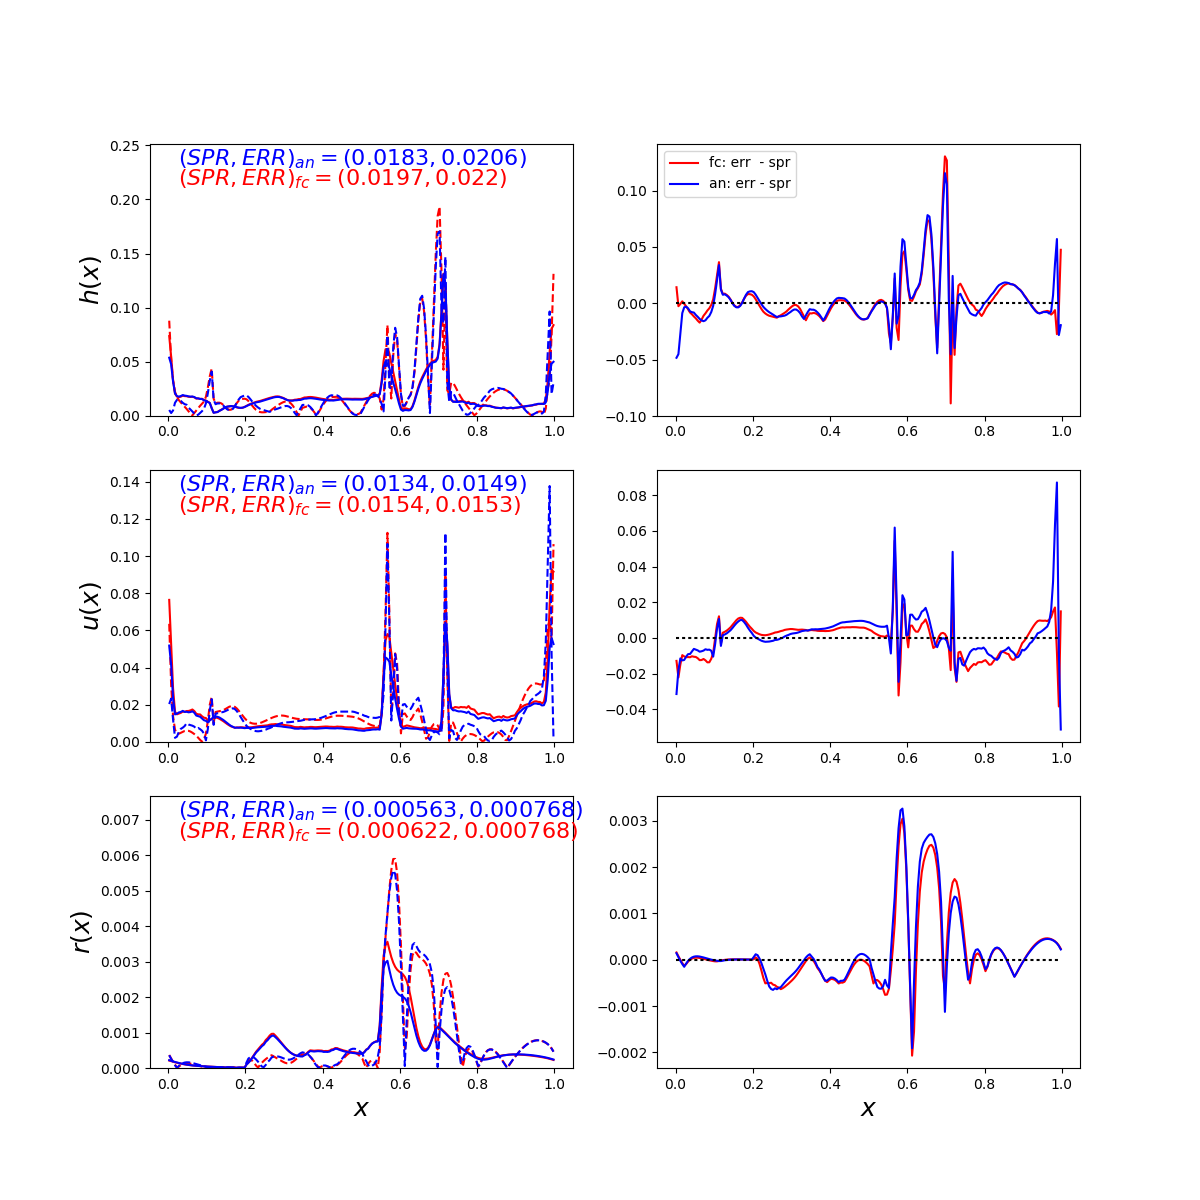 (SPR, ERR)an = (0.0183, 0.0206)
(SPR, ERR)fc = (0.0197, 0.022)
h(x)
0.25
0.20
0.15
0.10
0.05
0.00
0.0 0.2 0.4 0.6 0.8 1.0
fc: err - spr
an: err - spr
0.10
0.05
0.00
−0.05
−0.10
0.0 0.2 0.4 0.6 0.8 1.0
(SPR, ERR)an = (0.0134, 0.0149)
(SPR, ERR)fc = (0.0154, 0.0153)
u(x)
0.14
0.12
0.10
0.08
0.06
0.04
0.02
0.00
0.0 0.2 0.4 0.6 0.8 1.0
0.08
0.06
0.04
0.02
0.00
−0.02
−0.04
0.0 0.2 0.4 0.6 0.8 1.0
(SPR, ERR)an = (0.000563, 0.000768)
(SPR, ERR)fc = (0.000622, 0.000768)
r(x)
0.007
0.006
0.005
0.004
0.003
0.002
0.001
0.000
0.0 0.2 0.4 0.6 0.8 1.0
x
0.003
0.002
0.001
0.000
−0.001
−0.002
0.0 0.2 0.4 0.6 0.8 1.0
x